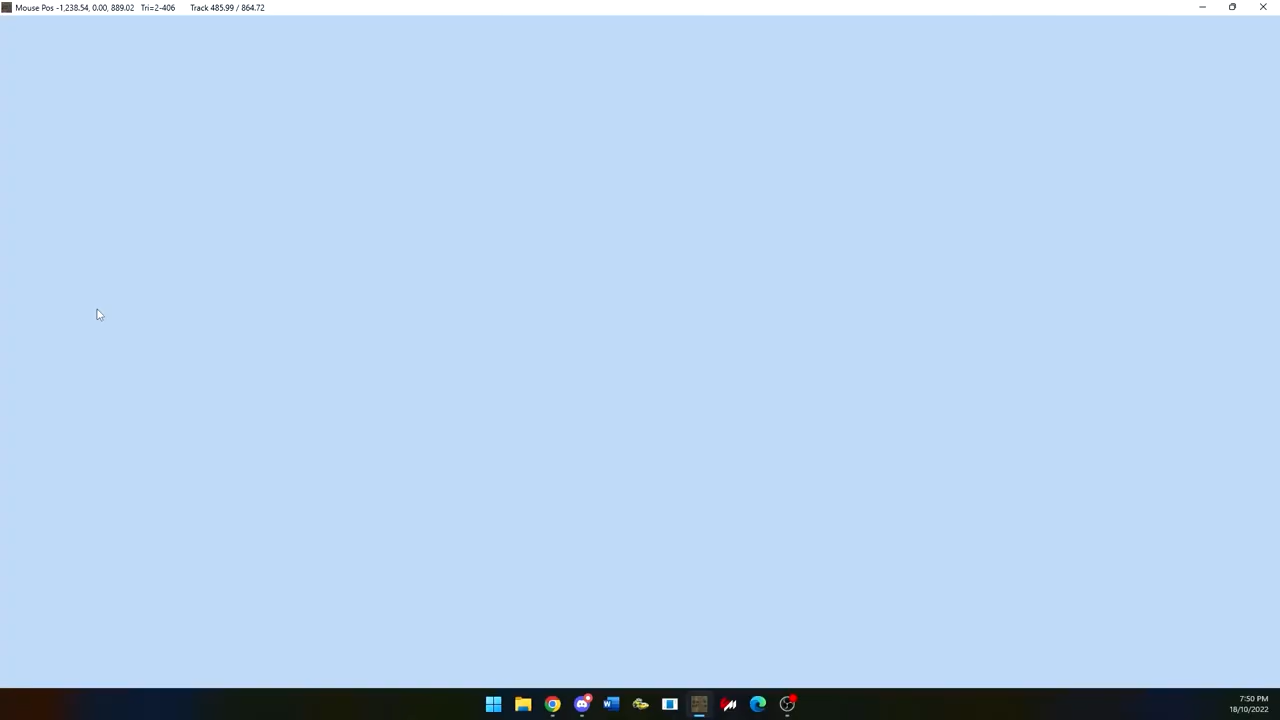 Mouse Pos -1,238.54, 0.00, 889.02 Tri=2-406 Track 485.99 / 864.72
7:50 PM
18/10/2022